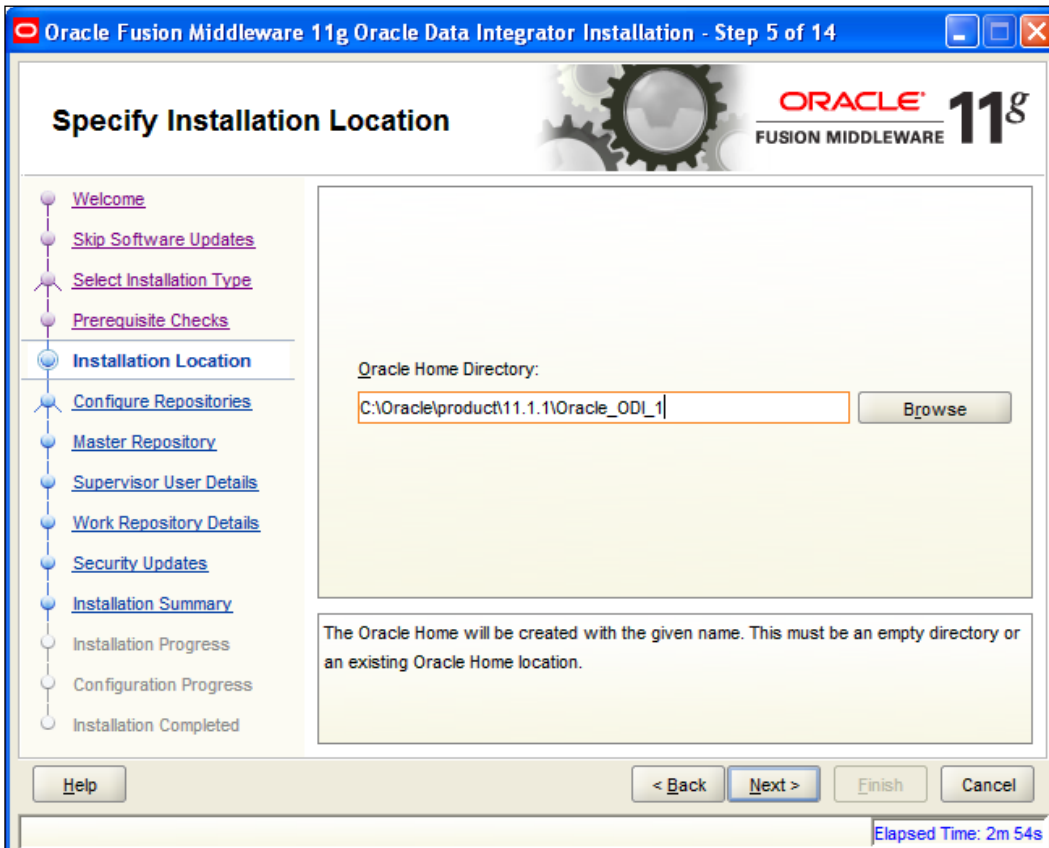 Oracle Fusion Middleware 11g Oracle Data Integrator Installation - Step 5 of 14
Specify Installation Location
ORACLE®
FUSION MIDDLEWARE
11g
Welcome
Skip Software Updates
Select Installation Type
Prerequisite Checks
Installation Location
Configure Repositories
Master Repository
Supervisor User Details
Work Repository Details
Security Updates
Installation Summary
Installation Progress
Configuration Progress
Installation Completed
Oracle Home Directory:
C:\Oracle\product\11.1.1\Oracle_ODI_1
Browse
The Oracle Home will be created with the given name. This must be an empty directory or
an existing Oracle Home location.
Help
< Back
Next >
Finish
Cancel
Elapsed Time: 2m 54s